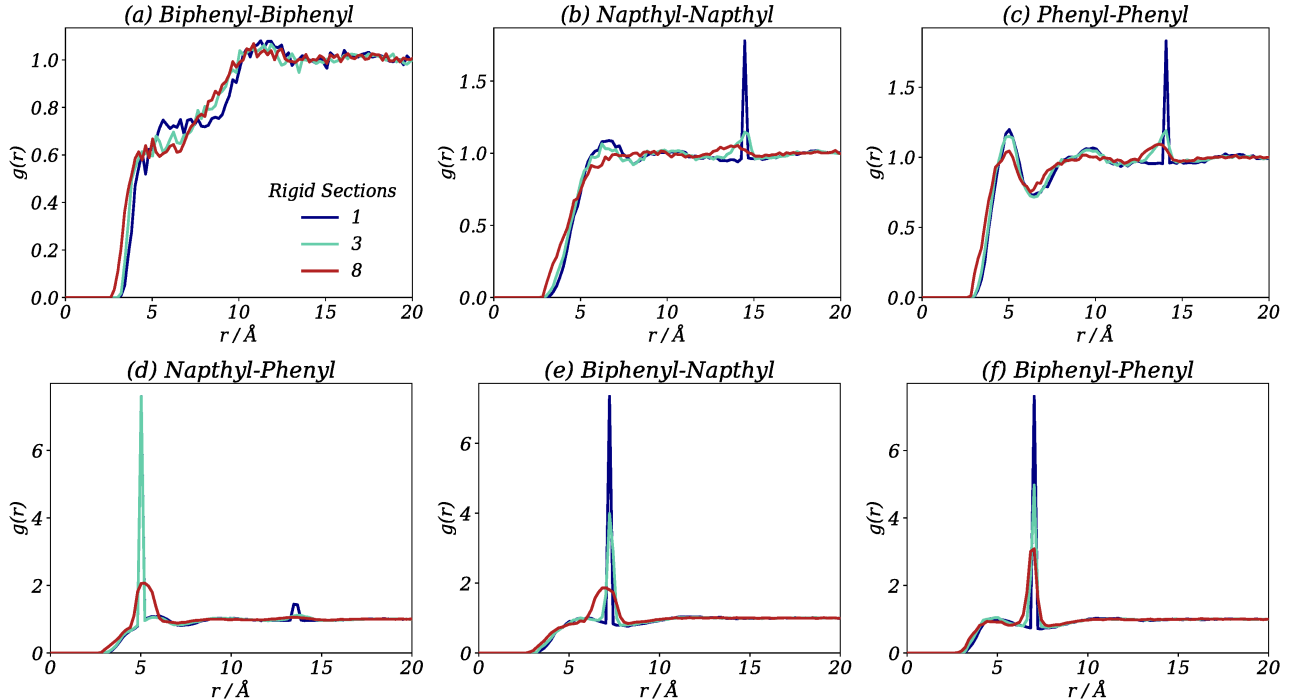 (a) Biphenyl-Biphenyl
(b) Napthyl-Napthyl
(c) Phenyl-Phenyl
g(r)
1.0
0.8
0.6
0.4
0.2
0.0
Rigid Sections
1
3
8
0 5 10 15 20
r / Å
g(r)
1.5
1.0
0.5
0.0
0 5 10 15 20
r / Å
g(r)
1.5
1.0
0.5
0.0
0 5 10 15 20
r / Å
(d) Napthyl-Phenyl
(e) Biphenyl-Napthyl
(f) Biphenyl-Phenyl
g(r)
6
4
2
0
0 5 10 15 20
r / Å
g(r)
6
4
2
0
0 5 10 15 20
r / Å
g(r)
6
4
2
0
0 5 10 15 20
r / Å